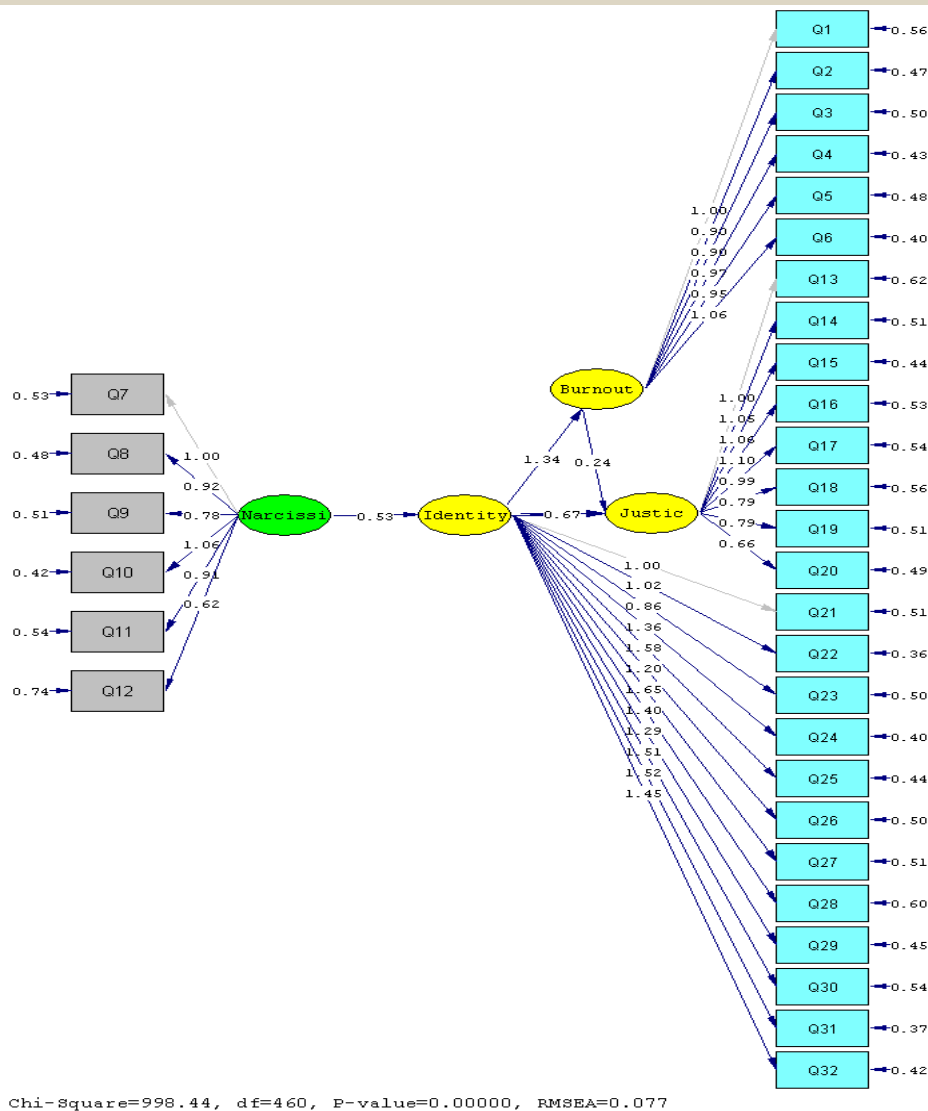 Q1 0.56
Q2 0.47
Q3 0.50
Q4 0.43
Q5 0.48
Q6 0.40
Q13 0.62
Q14 0.51
Q15 0.44
Q16 0.53
Q17 0.54
Q18 0.56
Q19 0.51
Q20 0.49
Q21 0.51
Q22 0.36
Q23 0.50
Q24 0.40
Q25 0.44
Q26 0.50
Q27 0.51
Q28 0.60
Q29 0.45
Q30 0.54
Q31 0.37
Q32 0.42
1.00
0.90
0.90
0.97
0.95
1.06
Burnout
1.34
0.24
1.00
1.05
1.06
1.10
0.99
0.79
0.79
0.66
0.53 Q7
0.48 Q8
0.51 Q9
0.42 Q10
0.54 Q11
0.74 Q12
1.00
0.92
0.78
1.06
0.91
0.62
Narcissi 0.53 Identity 0.67 Justic
1.00
1.02
0.86
1.36
1.58
1.20
1.65
1.40
1.29
1.51
1.52
1.45
Chi-Square=998.44, df=460, P-value=0.00000, RMSEA=0.077